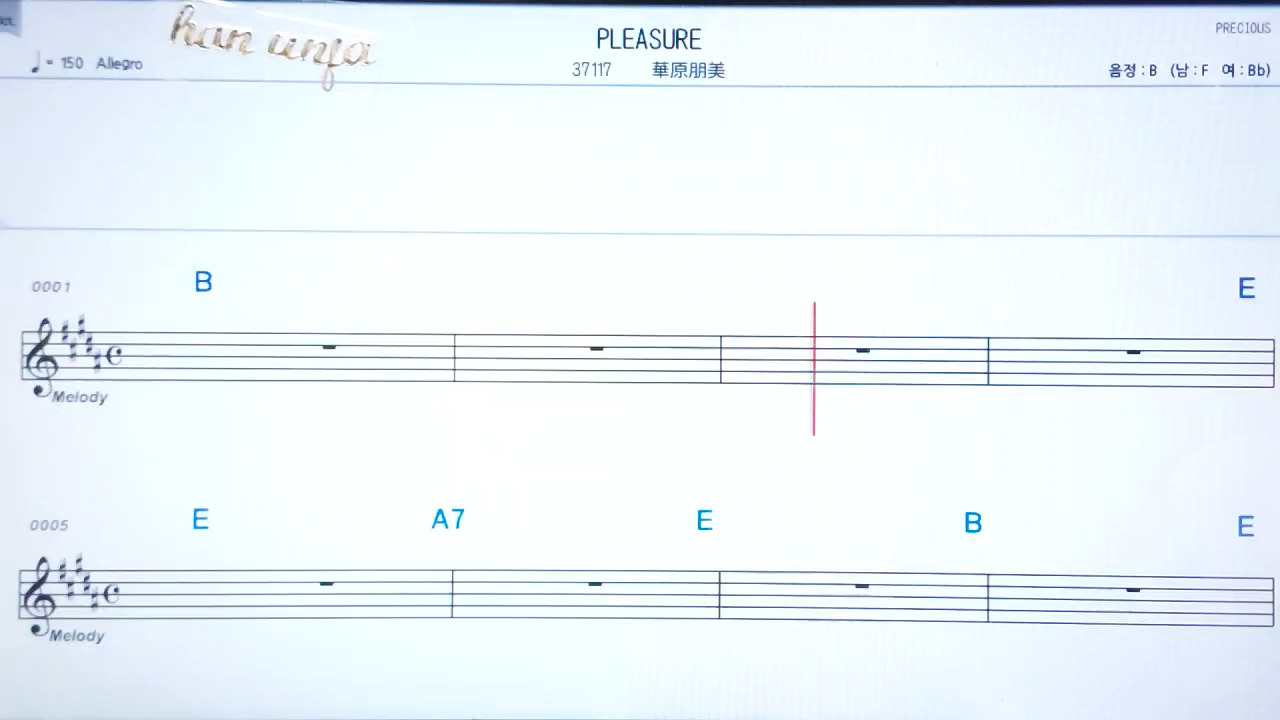 han unja
PLEASURE
PRECIOUS
♩= 150 Allegro
37117 華原朋美
음정 : B (남 : F 여 : Bb)
0001
B E
Melody
0005
E A7 E B E
Melody